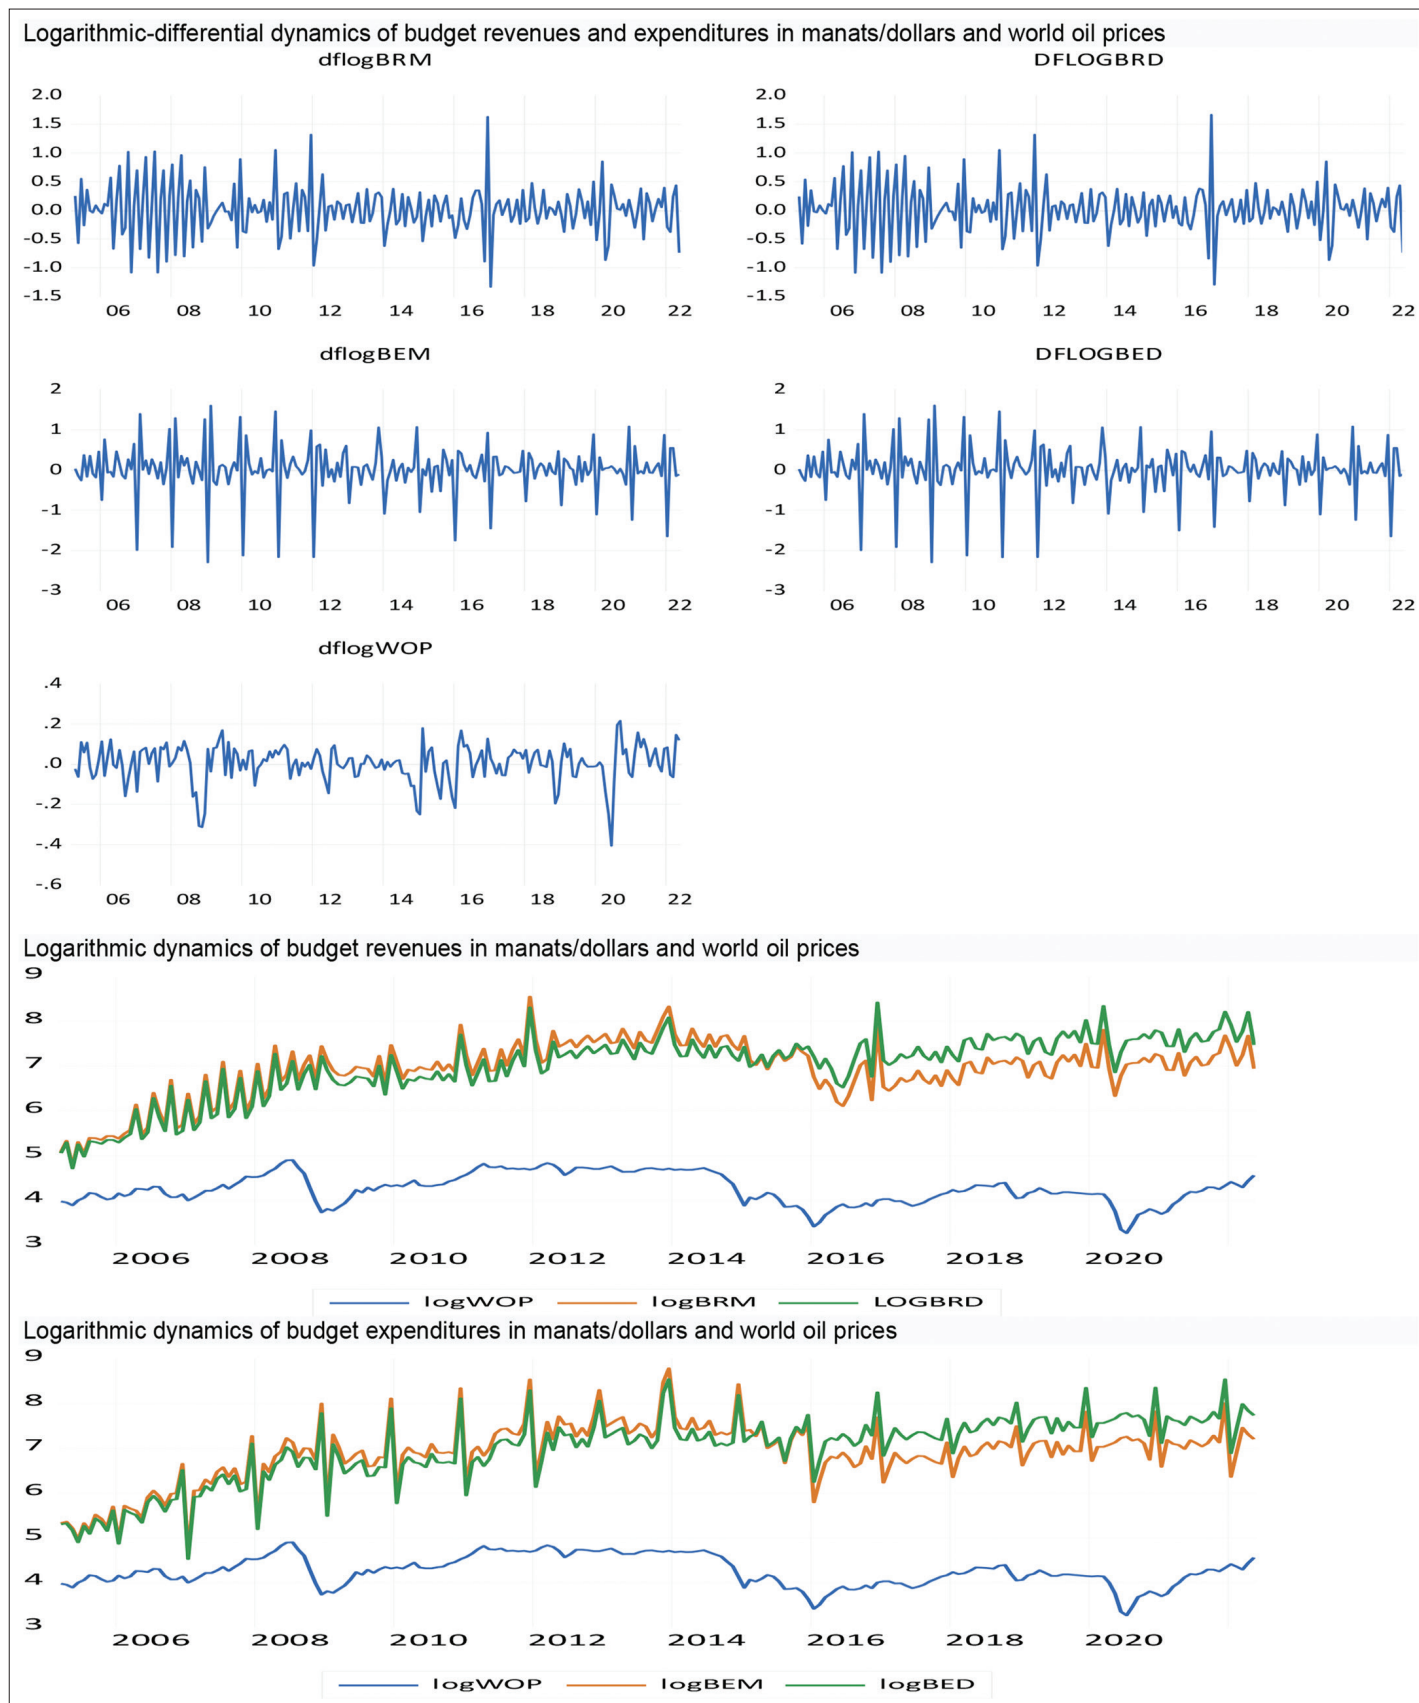 Logarithmic-differential dynamics of budget revenues and expenditures in manats/dollars and world oil prices
dflogBRM
2.0
1.5
1.0
0.5
0.0
-0.5
-1.0
-1.5
06 08 10 12 14 16 18 20 22
DFLOGBRD
2.0
1.5
1.0
0.5
0.0
-0.5
-1.0
-1.5
06 08 10 12 14 16 18 20 22
dflogBEM
2
1
0
-1
-2
-3
06 08 10 12 14 16 18 20 22
DFLOGBED
2
1
0
-1
-2
-3
06 08 10 12 14 16 18 20 22
dflogWOP
.4
.2
.0
-.2
-.4
-.6
06 08 10 12 14 16 18 20 22
Logarithmic dynamics of budget revenues in manats/dollars and world oil prices
9
8
7
6
5
4
3
2006 2008 2010 2012 2014 2016 2018 2020
logWOP logBRM LOGBRD
Logarithmic dynamics of budget expenditures in manats/dollars and world oil prices
9
8
7
6
5
4
3
2006 2008 2010 2012 2014 2016 2018 2020
logWOP logBEM logBED